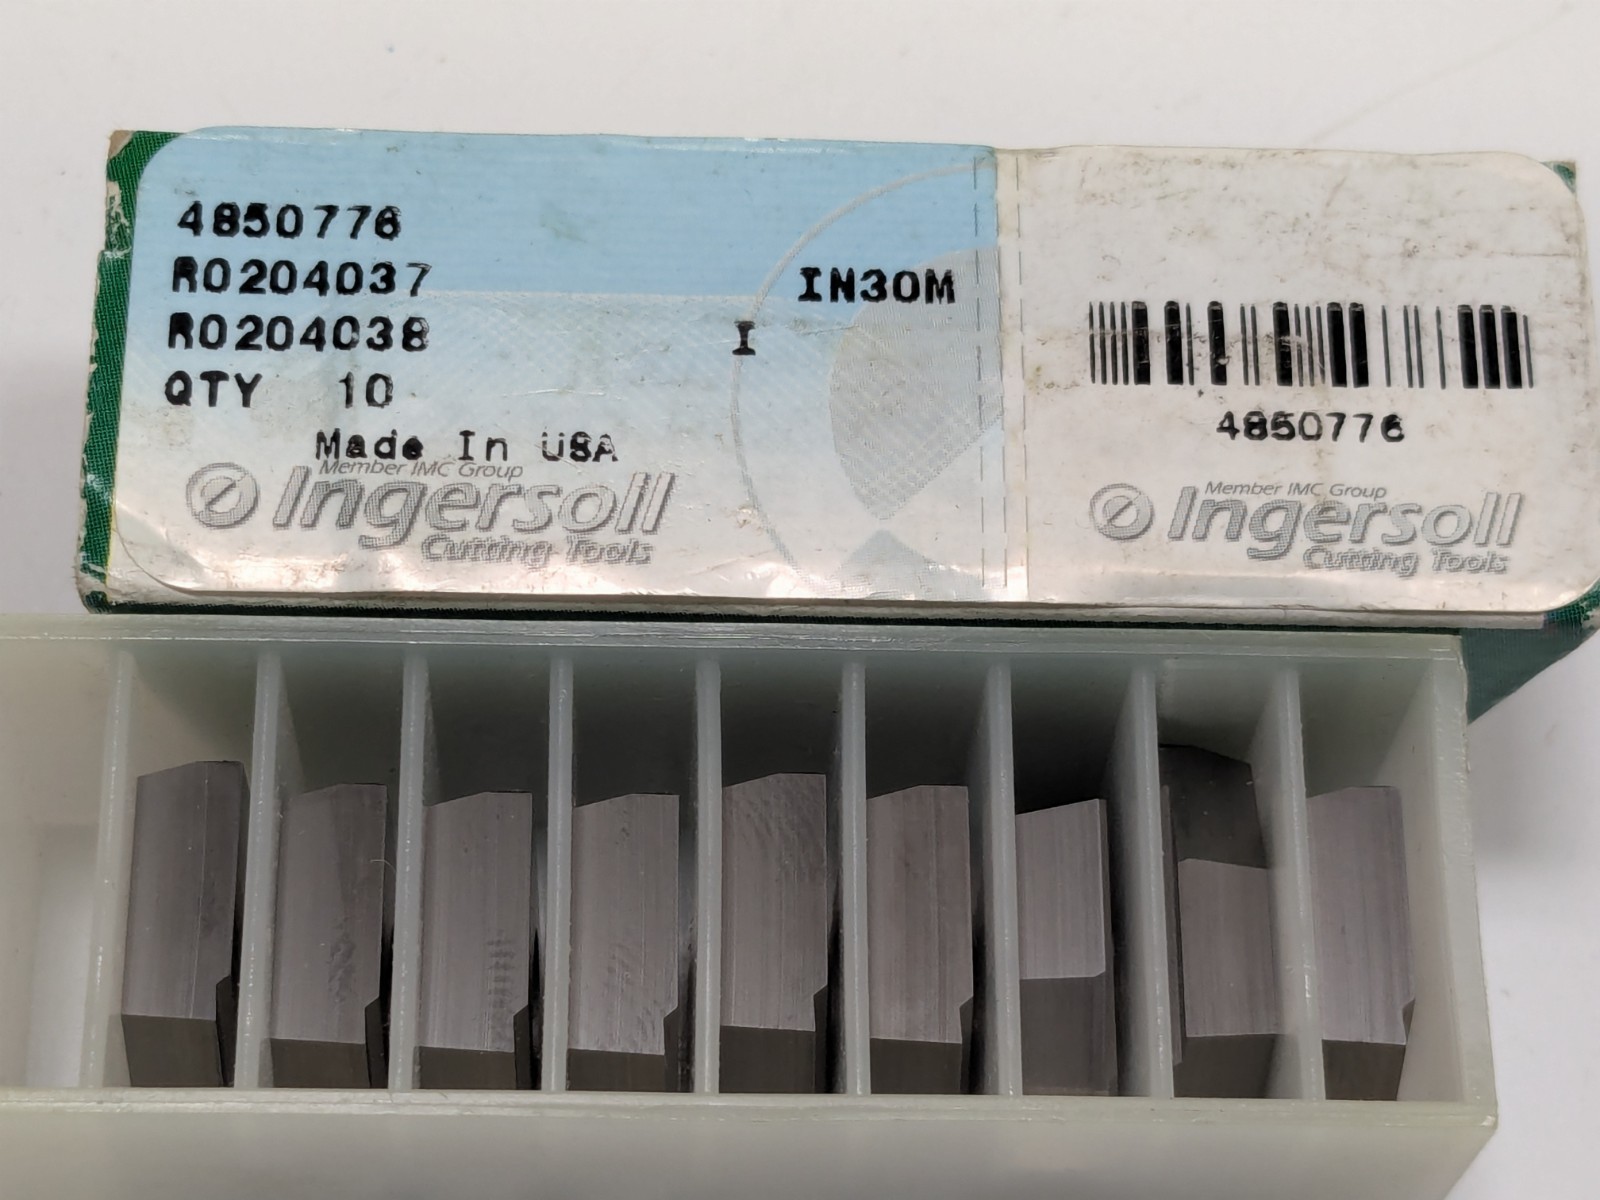 4850776
R0204037
IN30M
R0204038
I
QTY 10
Made In USA
Member IMC Group
Ingersoll
Cutting Tools
4850776
Member IMC Group
Ingersoll
Cutting Tools